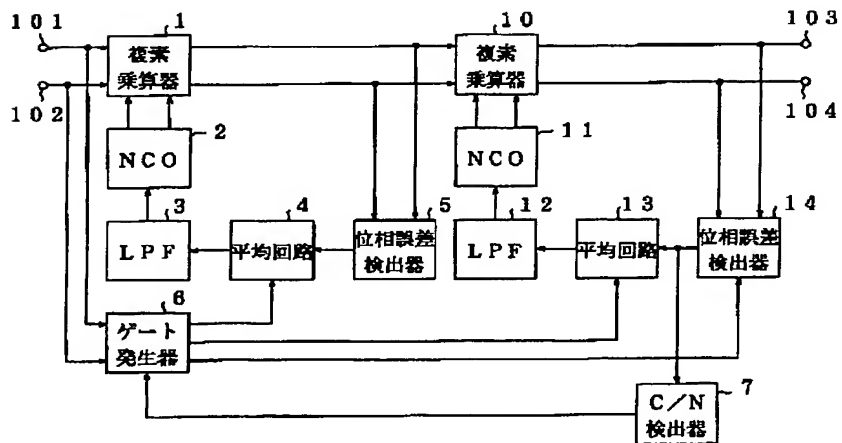 101
1
複素
乗算器
10
複素
乗算器
103
102
104
2
NCO
11
NCO
3
LPF
4
平均回路
5
位相誤差
検出器
12
LPF
13
平均回路
14
位相誤差
検出器
6
ゲート
発生器
7
C/N
検出器